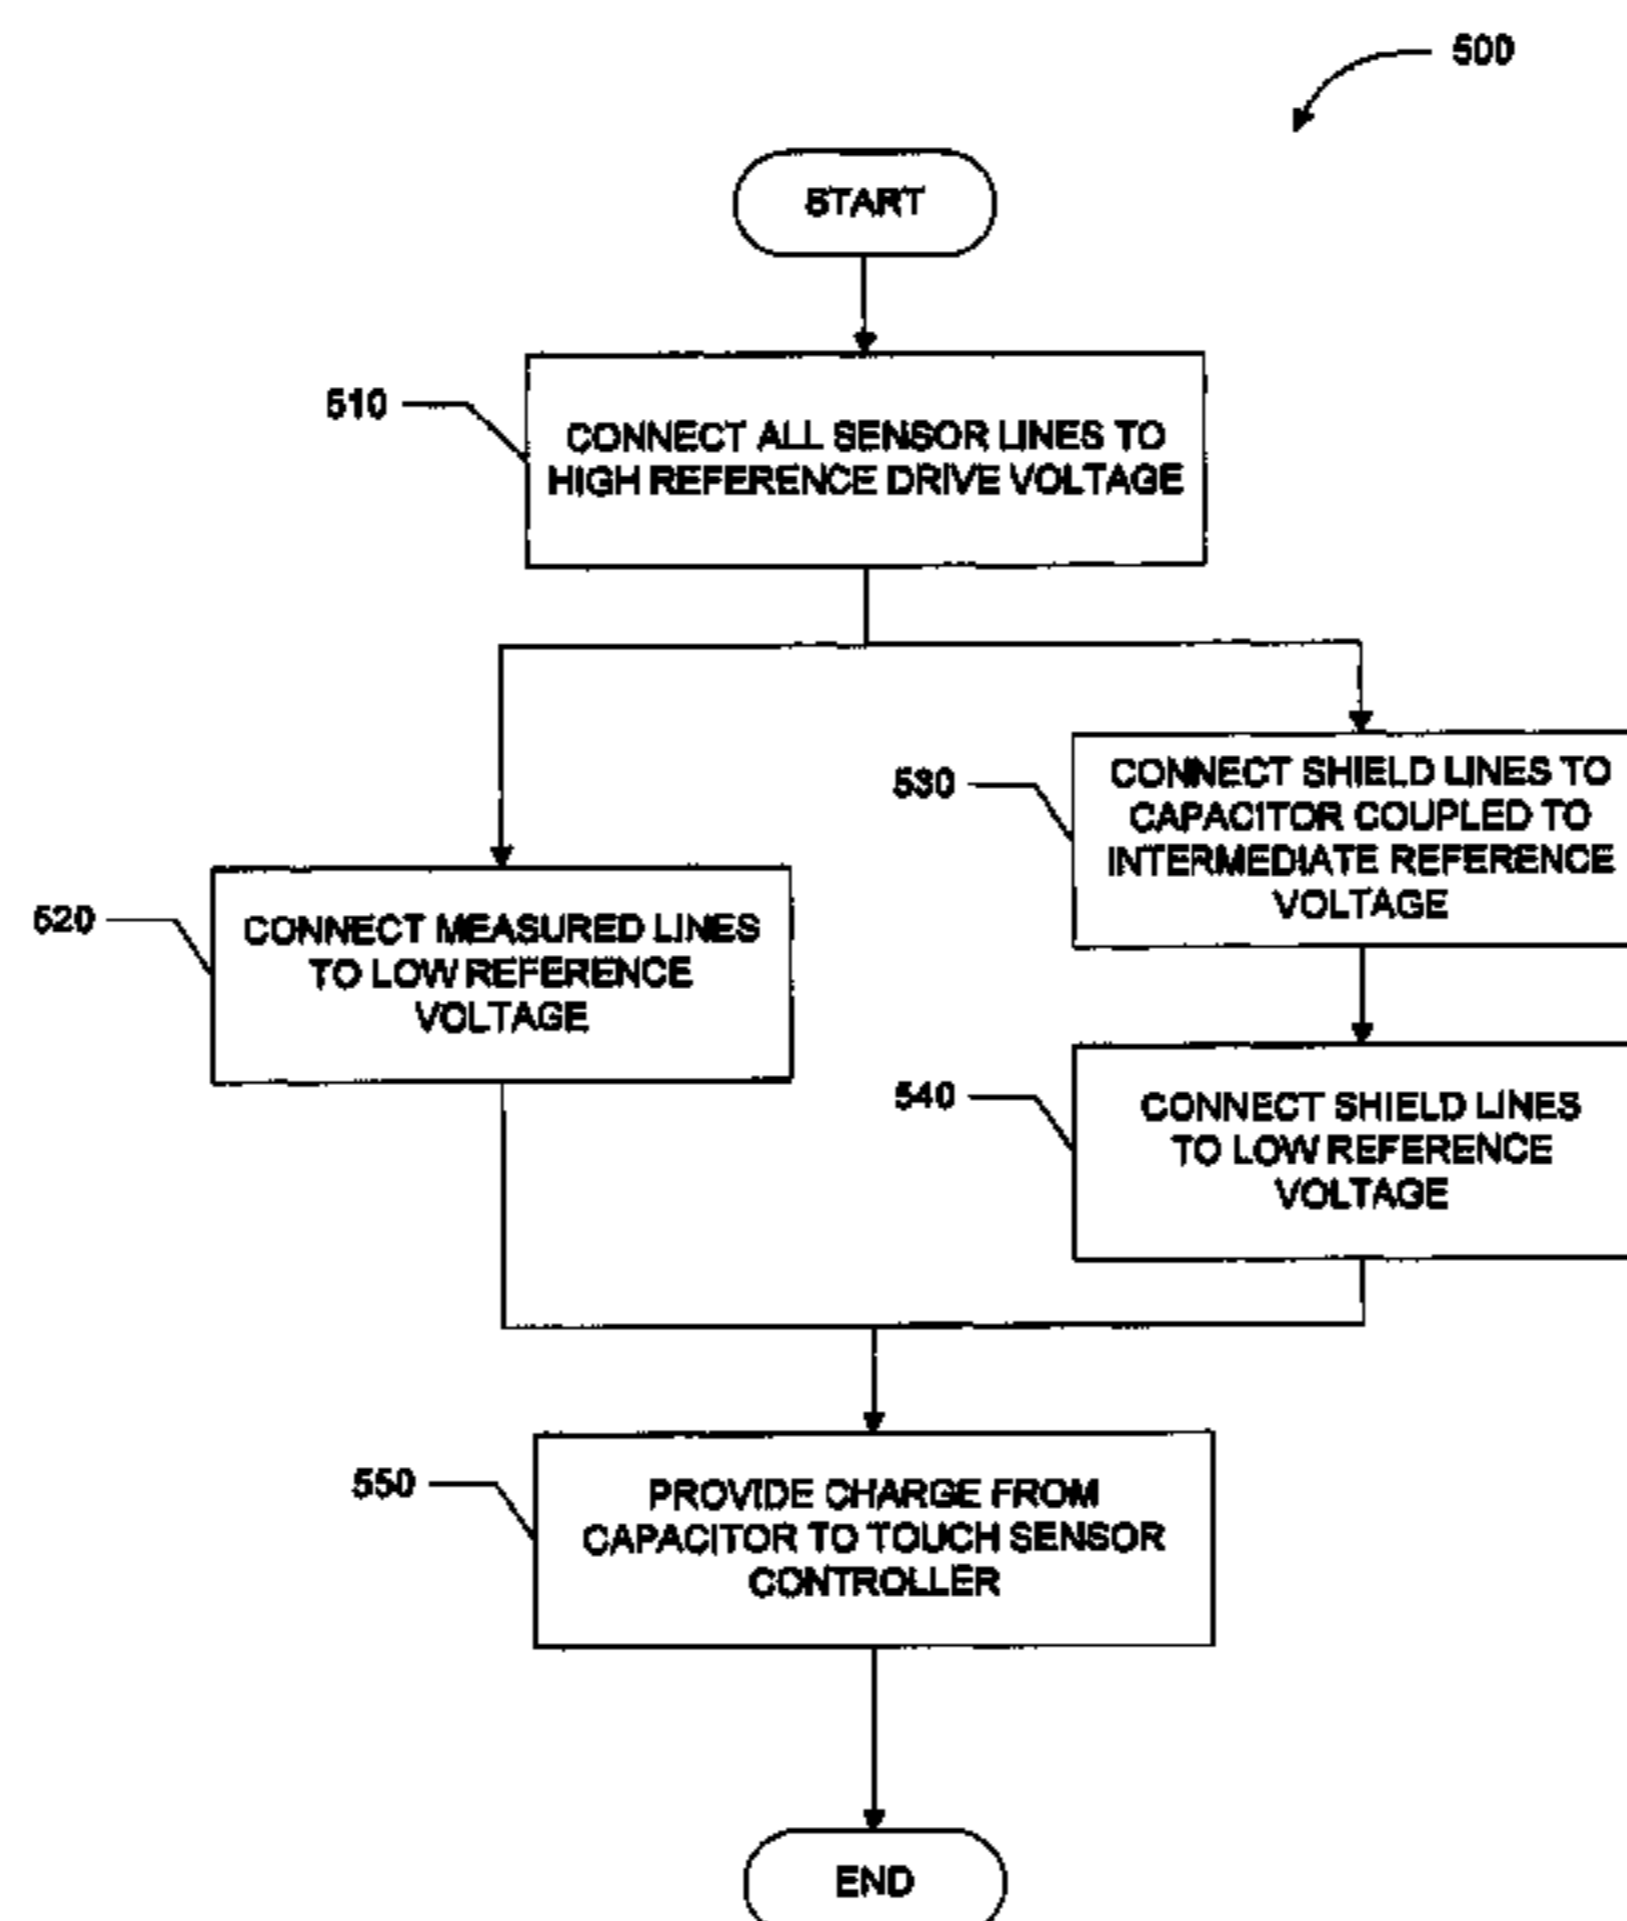 500
START
510
CONNECT ALL SENSOR LINES TO
HIGH REFERENCE DRIVE VOLTAGE
530
CONNECT SHIELD LINES TO
CAPACITOR COUPLED TO
INTERMEDIATE REFERENCE
VOLTAGE
520
CONNECT MEASURED LINES
TO LOW REFERENCE
VOLTAGE
540
CONNECT SHIELD LINES
TO LOW REFERENCE
VOLTAGE
550
PROVIDE CHARGE FROM
CAPACITOR TO TOUCH SENSOR
CONTROLLER
END